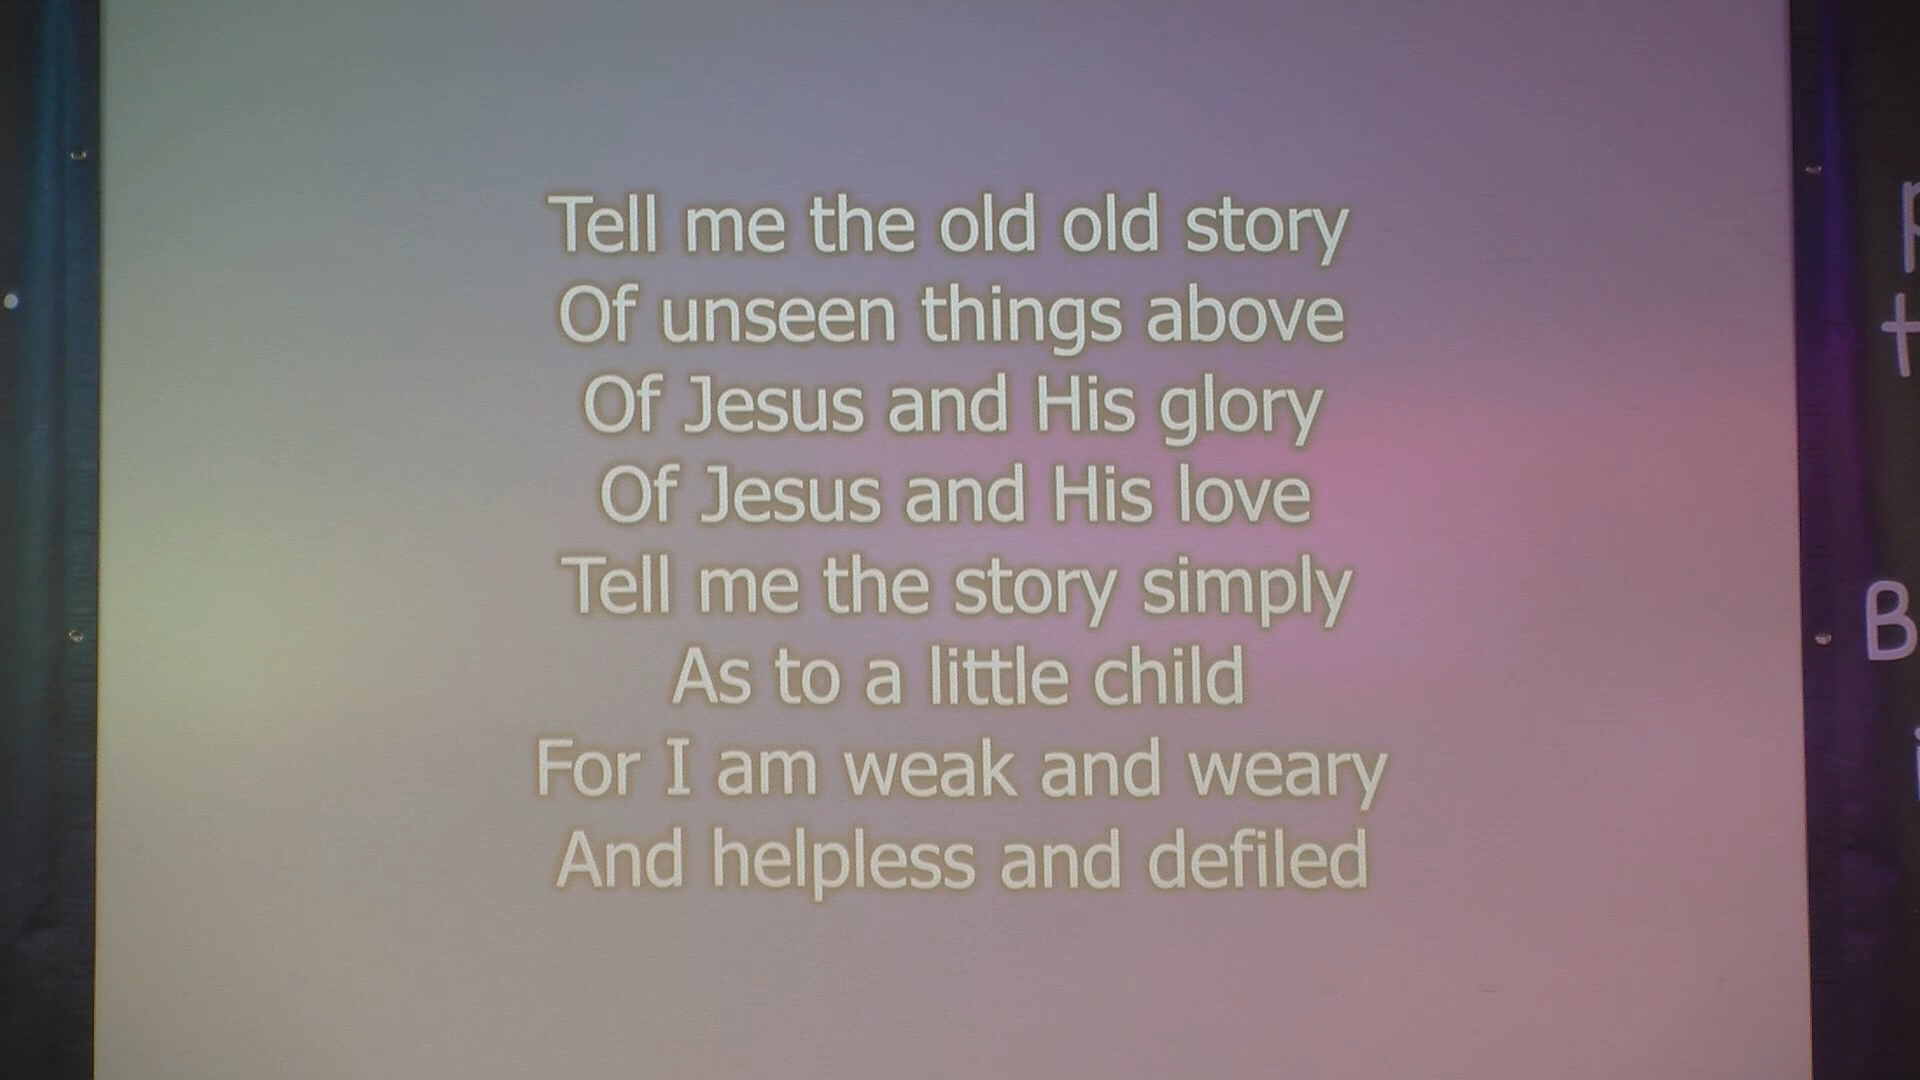 Tell me the old old story
Of unseen things above
Of Jesus and His glory
Of Jesus and His love
Tell me the story simply
As to a little child
For I am weak and weary
And helpless and defiled